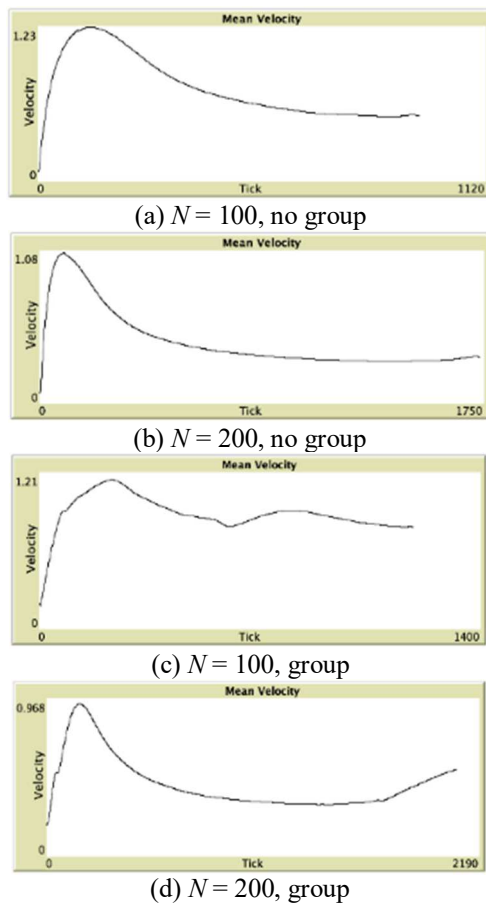 Mean Velocity
1.23
Velocity
0
0 Tick 1120
(a) N = 100, no group
Mean Velocity
1.08
Velocity
0
0 Tick 1750
(b) N = 200, no group
Mean Velocity
1.21
Velocity
0
0 Tick 1400
(c) N = 100, group
Mean Velocity
0.968
Velocity
0
0 Tick 2190
(d) N = 200, group